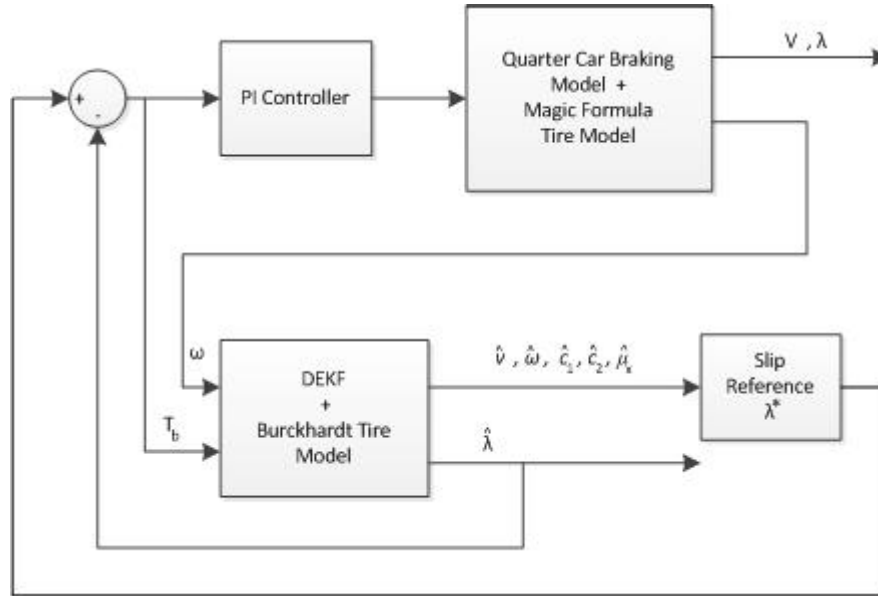 V , λ
Quarter Car Braking
Model +
Magic Formula
Tire Model
PI Controller
+
-
ω
T_b
DEKF
+
Burckhardt Tire
Model
v̂ , ω̂, ĉ₁, ĉ₂, μ̂ₓ
λ̂
Slip
Reference
λ*